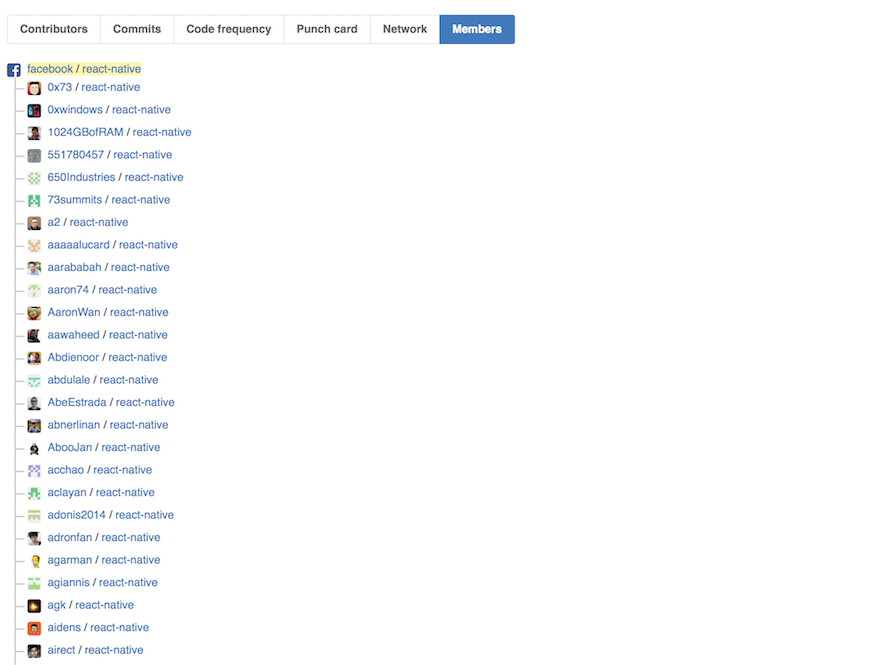 Contributors Commits Code frequency Punch card Network Members
facebook / react-native
0x73 / react-native
0xwindows / react-native
1024GBofRAM / react-native
551780457 / react-native
650Industries / react-native
73summits / react-native
a2 / react-native
aaaaalucard / react-native
aarababah / react-native
aaron74 / react-native
AaronWan / react-native
aawaheed / react-native
Abdienoor / react-native
abdulale / react-native
AbeEstrada / react-native
abnerlinan / react-native
AbooJan / react-native
acchao / react-native
aclayan / react-native
adonis2014 / react-native
adronfan / react-native
agarman / react-native
agiannis / react-native
agk / react-native
aidens / react-native
airect / react-native